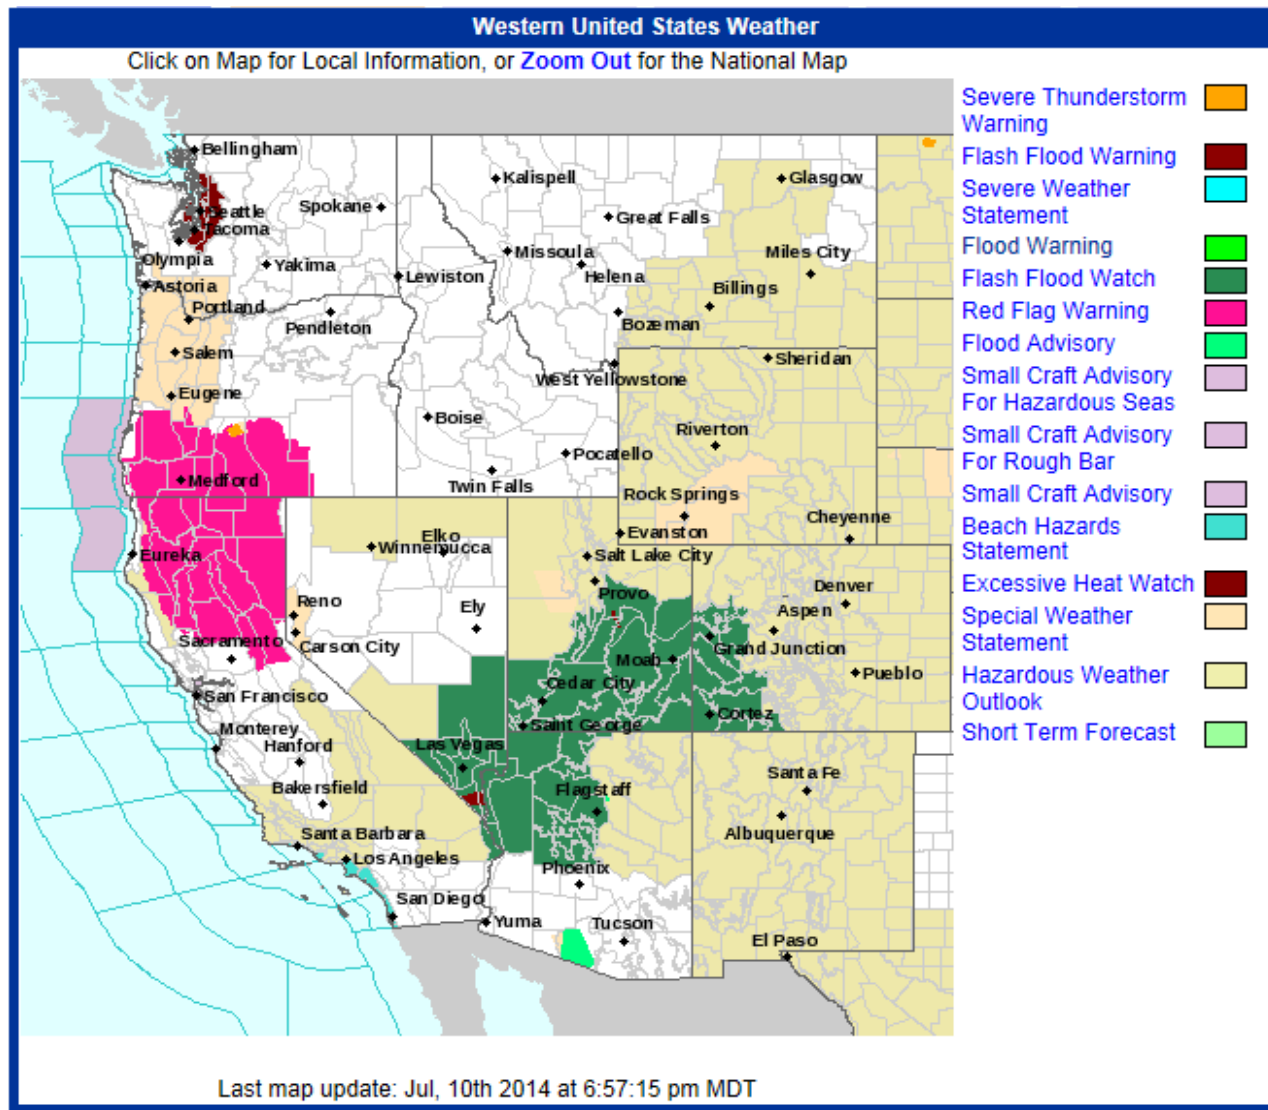 Western United States Weather
Click on Map for Local Information, or Zoom Out for the National Map
Severe Thunderstorm
Warning
Flash Flood Warning
Severe Weather
Statement
Flood Warning
Flash Flood Watch
Red Flag Warning
Flood Advisory
Small Craft Advisory
For Hazardous Seas
Small Craft Advisory
For Rough Bar
Small Craft Advisory
Beach Hazards
Statement
Excessive Heat Watch
Special Weather
Statement
Hazardous Weather
Outlook
Short Term Forecast
Bellingham
Kalispell
Glasgow
Seattle
Spokane
Great Falls
Tacoma
Olympia
Yakima
Missoula
Miles City
Helena
Lewiston
Astoria
Billings
Portland
Pendleton
Bozeman
Salem
Sheridan
West Yellowstone
Eugene
Boise
Riverton
Pocatello
Medford
Twin Falls
Rock Springs
Cheyenne
Elko
Evanston
Winnemucca
Eureka
Salt Lake City
Denver
Provo
Reno
Ely
Aspen
Sacramento
Carson City
Grand Junction
Moab
Pueblo
Cedar City
San Francisco
Cortez
Saint George
Monterey
Hanford
Las Vegas
Santa Fe
Bakersfield
Flagstaff
Albuquerque
Santa Barbara
Los Angeles
Phoenix
San Diego
Yuma
Tucson
El Paso
Last map update: Jul, 10th 2014 at 6:57:15 pm MDT